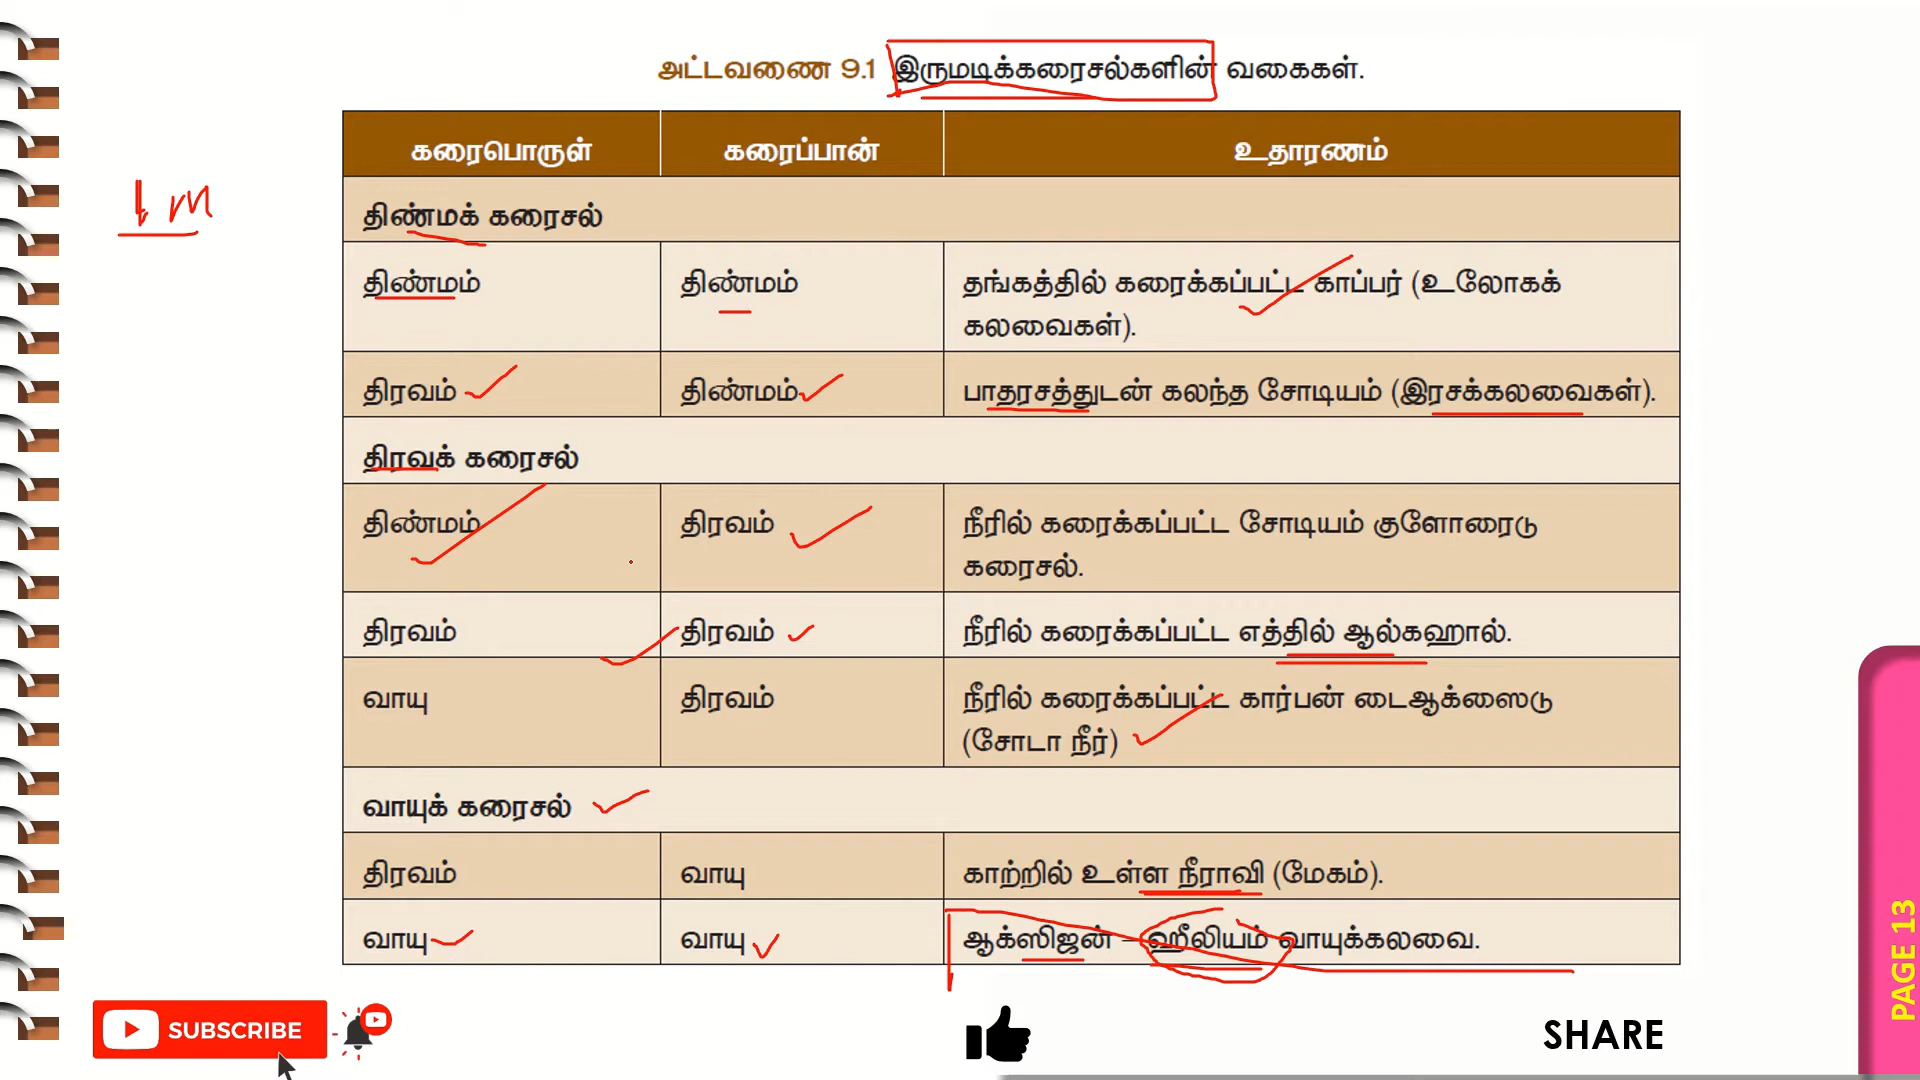 அட்டவணை 9.1 இருமடிக்கரைசல்களின் வகைகள்.
கரைபொருள் கரைப்பான் உதாரணம்
1 m
திண்மக் கரைசல்
திண்மம் திண்மம் தங்கத்தில் கரைக்கப்பட்ட காப்பர் (உலோகக்
கலவைகள்).
திரவம் திண்மம் பாதரசத்துடன் கலந்த சோடியம் (இரசக்கலவைகள்).
திரவக் கரைசல்
திண்மம் திரவம் நீரில் கரைக்கப்பட்ட சோடியம் குளோரைடு
கரைசல்.
திரவம் திரவம் நீரில் கரைக்கப்பட்ட எத்தில் ஆல்கஹால்.
வாயு திரவம் நீரில் கரைக்கப்பட்ட கார்பன் டைஆக்ஸைடு
(சோடா நீர்)
வாயுக் கரைசல்
திரவம் வாயு காற்றில் உள்ள நீராவி (மேகம்).
வாயு வாயு ஆக்ஸிஜன் – ஹீலியம் வாயுக்கலவை.
PAGE 13
SUBSCRIBE
SHARE